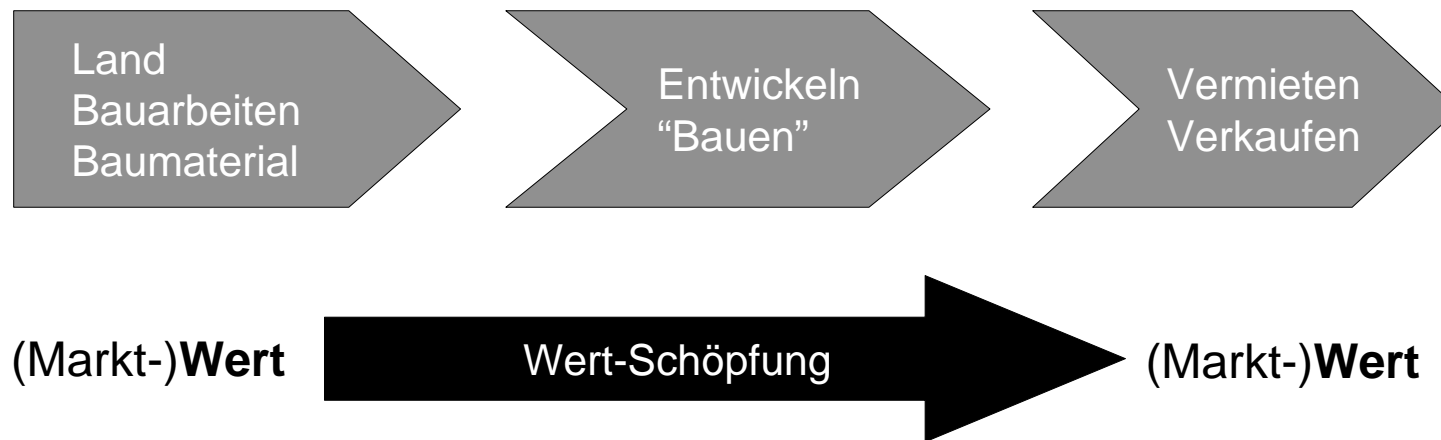 Land
Bauarbeiten
Baumaterial
Entwickeln
“Bauen”
Vermieten
Verkaufen
(Markt-)Wert
Wert-Schöpfung
(Markt-)Wert